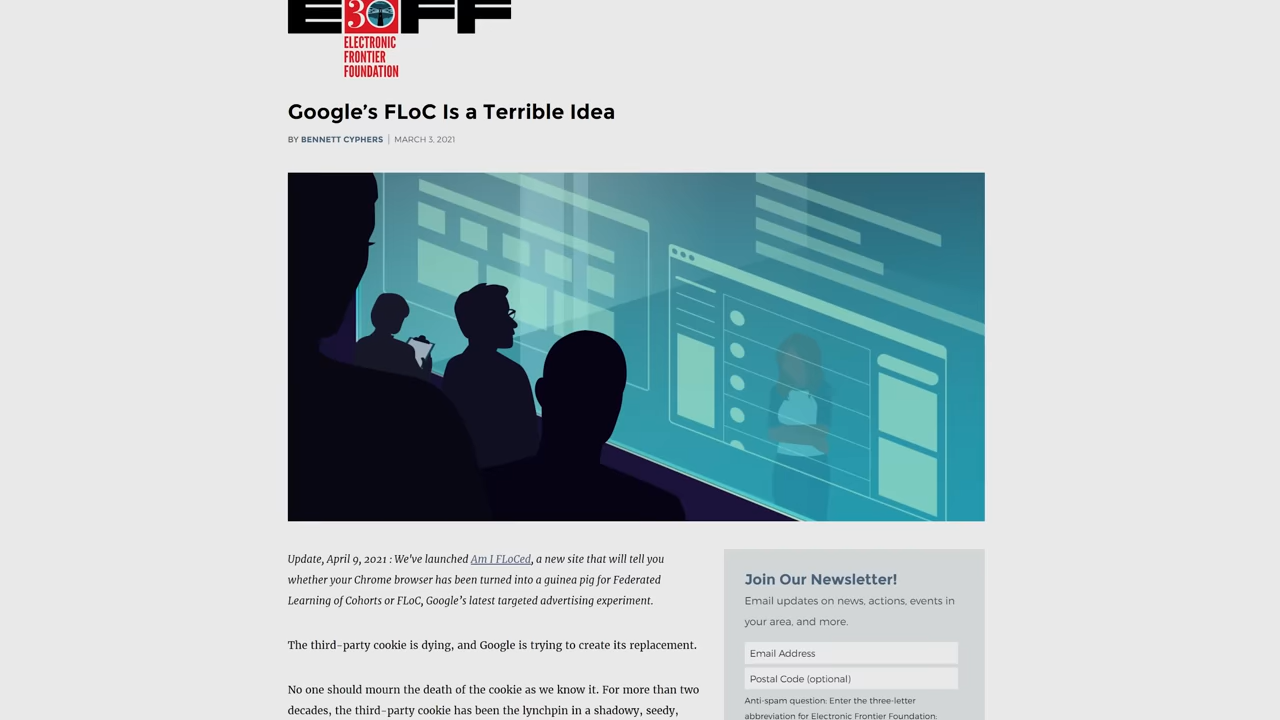 EFF
30
ELECTRONIC
FRONTIER
FOUNDATION
Google's FLoC Is a Terrible Idea
BY BENNETT CYPHERS | MARCH 3, 2021
Update, April 9, 2021 : We've launched Am I FLoCed, a new site that will tell you
whether your Chrome browser has been turned into a guinea pig for Federated
Learning of Cohorts or FLoC, Google's latest targeted advertising experiment.
The third-party cookie is dying, and Google is trying to create its replacement.
No one should mourn the death of the cookie as we know it. For more than two
decades, the third-party cookie has been the lynchpin in a shadowy, seedy,
Join Our Newsletter!
Email updates on news, actions, events in
your area, and more.
Email Address
Postal Code (optional)
Anti-spam question: Enter the three-letter
abbreviation for Electronic Frontier Foundation: